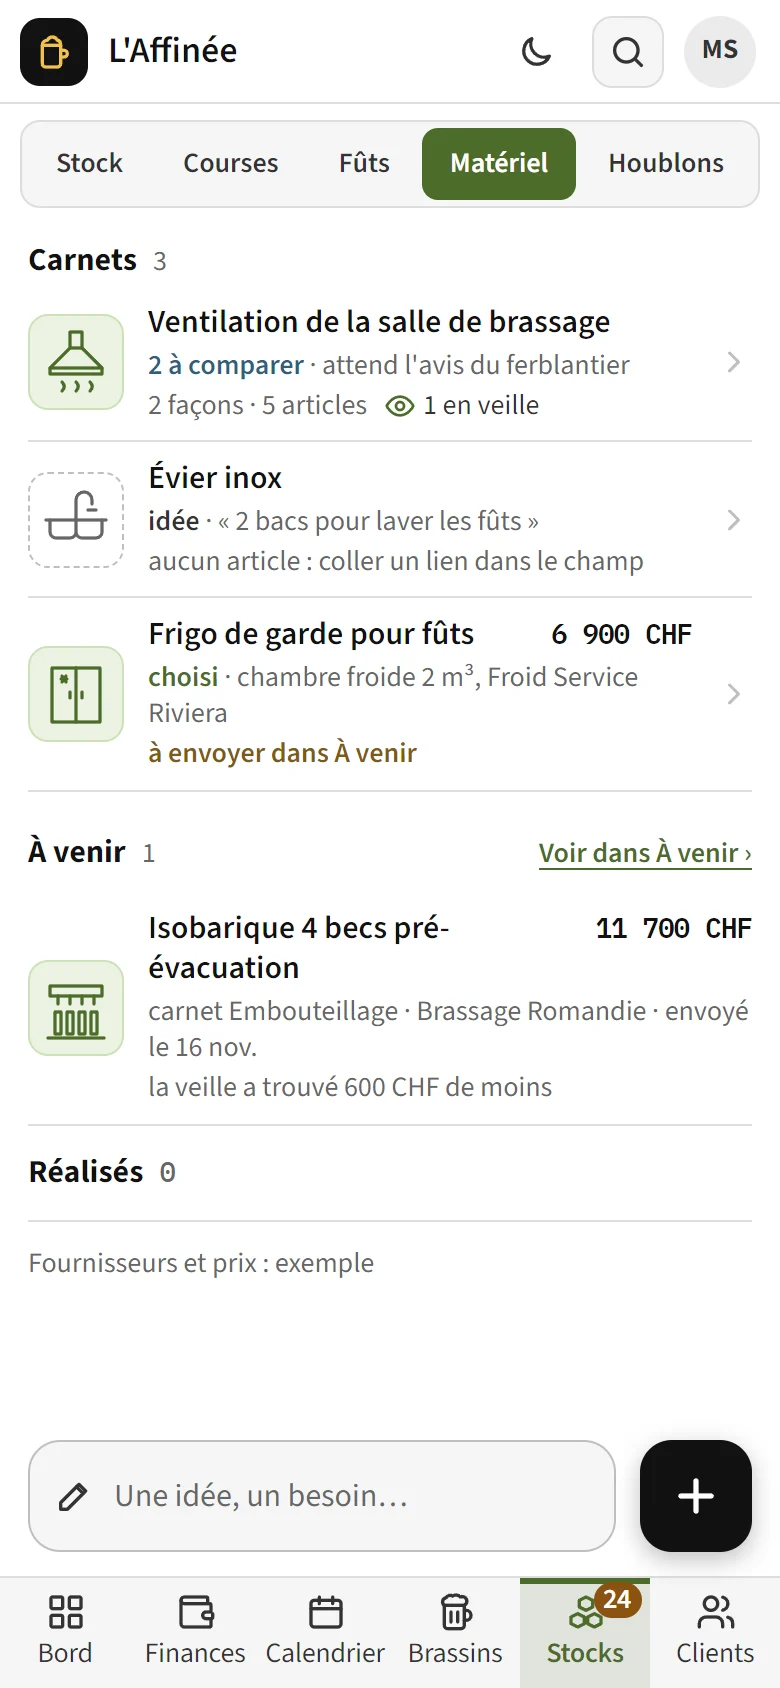 L'Affinée
MS
Stock Courses Fûts Matériel Houblons
Carnets 3
Ventilation de la salle de brassage
2 à comparer · attend l'avis du ferblantier
2 façons · 5 articles 1 en veille
Évier inox
idée · « 2 bacs pour laver les fûts »
aucun article : coller un lien dans le champ
Frigo de garde pour fûts 6 900 CHF
choisi · chambre froide 2 m³, Froid Service
Riviera
à envoyer dans À venir
À venir 1 Voir dans À venir ›
Isobarique 4 becs pré-
évacuation
11 700 CHF
carnet Embouteillage · Brassage Romandie · envoyé
le 16 nov.
la veille a trouvé 600 CHF de moins
Réalisés 0
Fournisseurs et prix : exemple
Une idée, un besoin…
24
Bord Finances Calendrier Brassins Stocks Clients